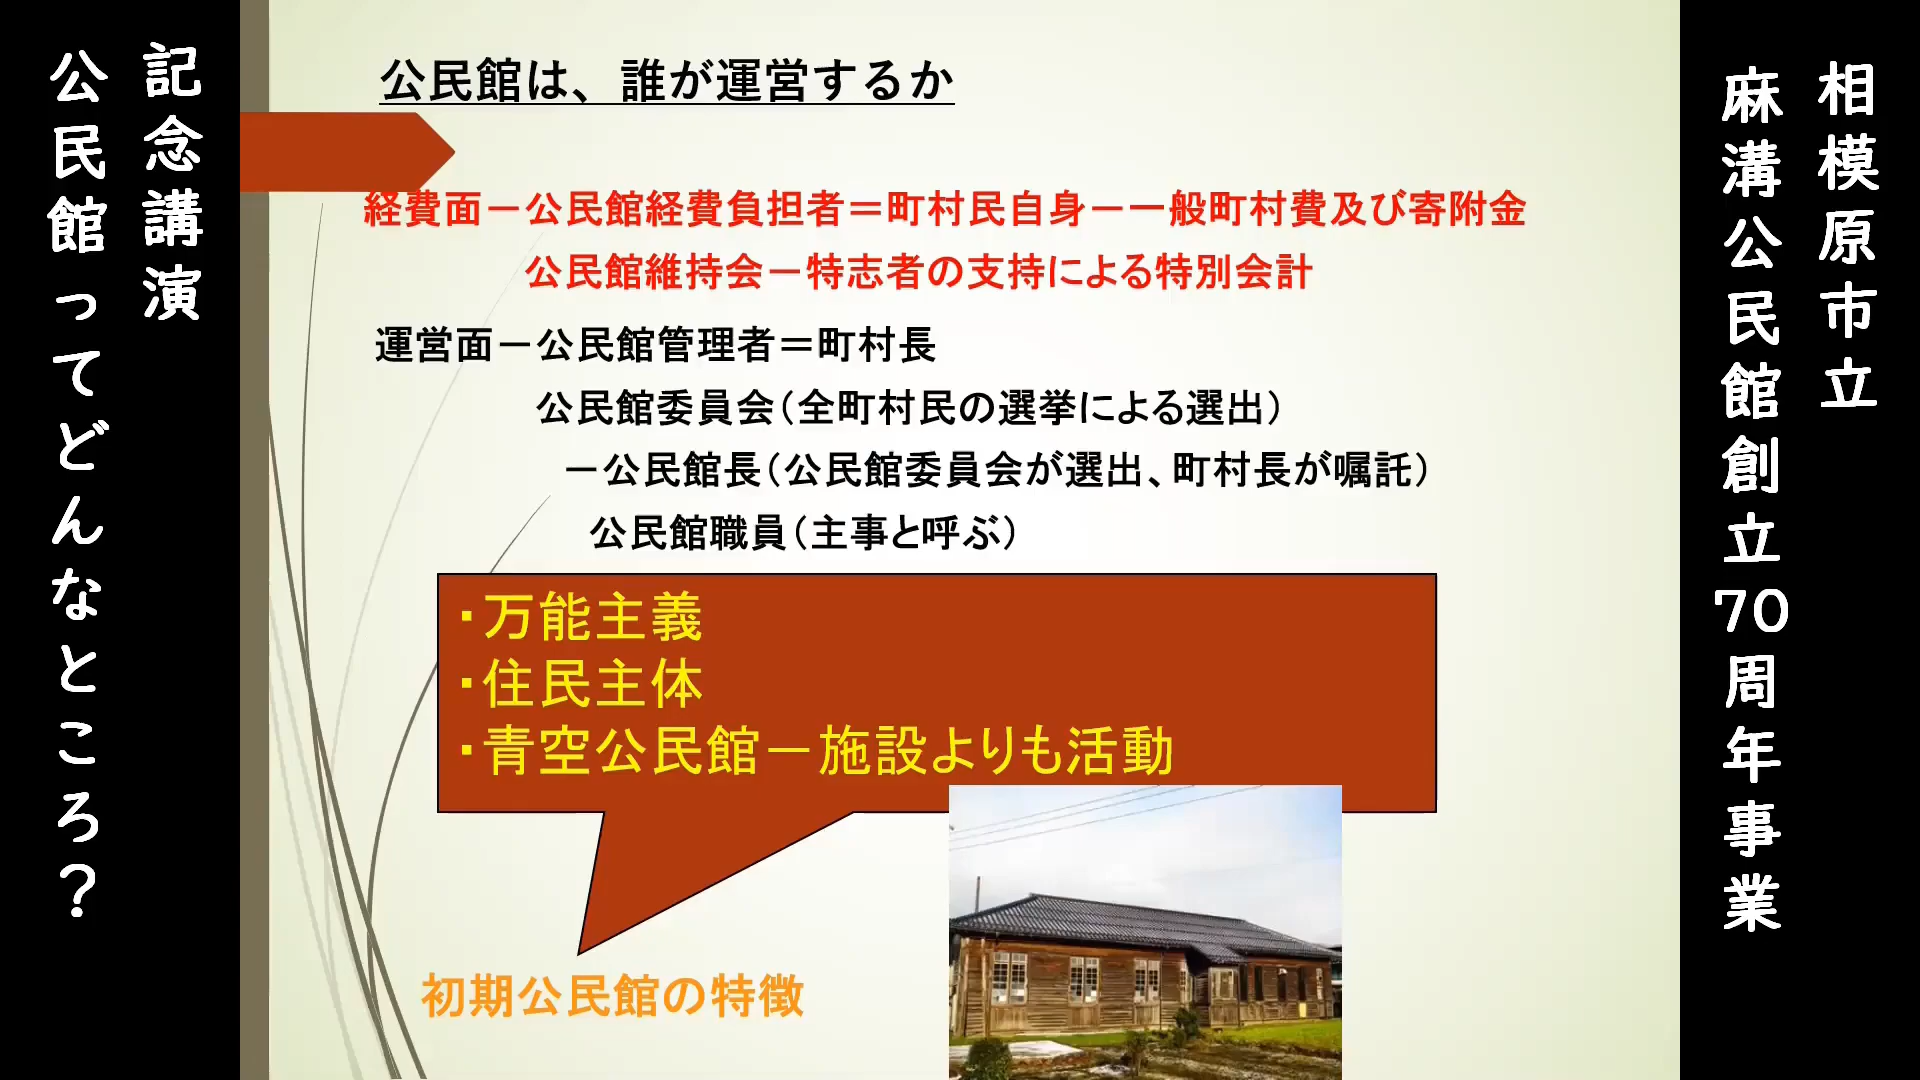 相模原市立
麻溝公民館創立70周年事業
記念講演
公民館ってどんなところ？
公民館は、誰が運営するか
経費面－公民館経費負担者＝町村民自身－一般町村費及び寄附金
公民館維持会－特志者の支持による特別会計
運営面－公民館管理者＝町村長
公民館委員会（全町村民の選挙による選出）
－公民館長（公民館委員会が選出、町村長が嘱託）
公民館職員（主事と呼ぶ）
・万能主義
・住民主体
・青空公民館－施設よりも活動
初期公民館の特徴